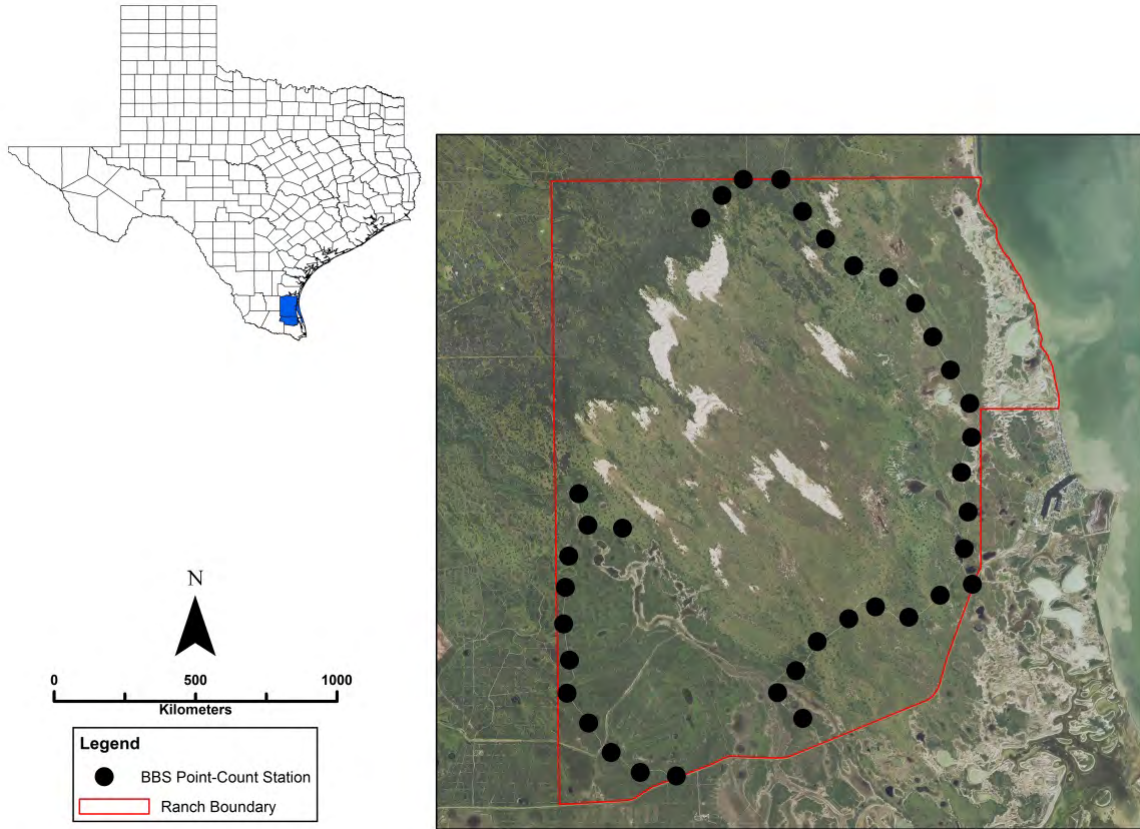 N
0 500 1000
Kilometers
Legend
BBS Point-Count Station
Ranch Boundary